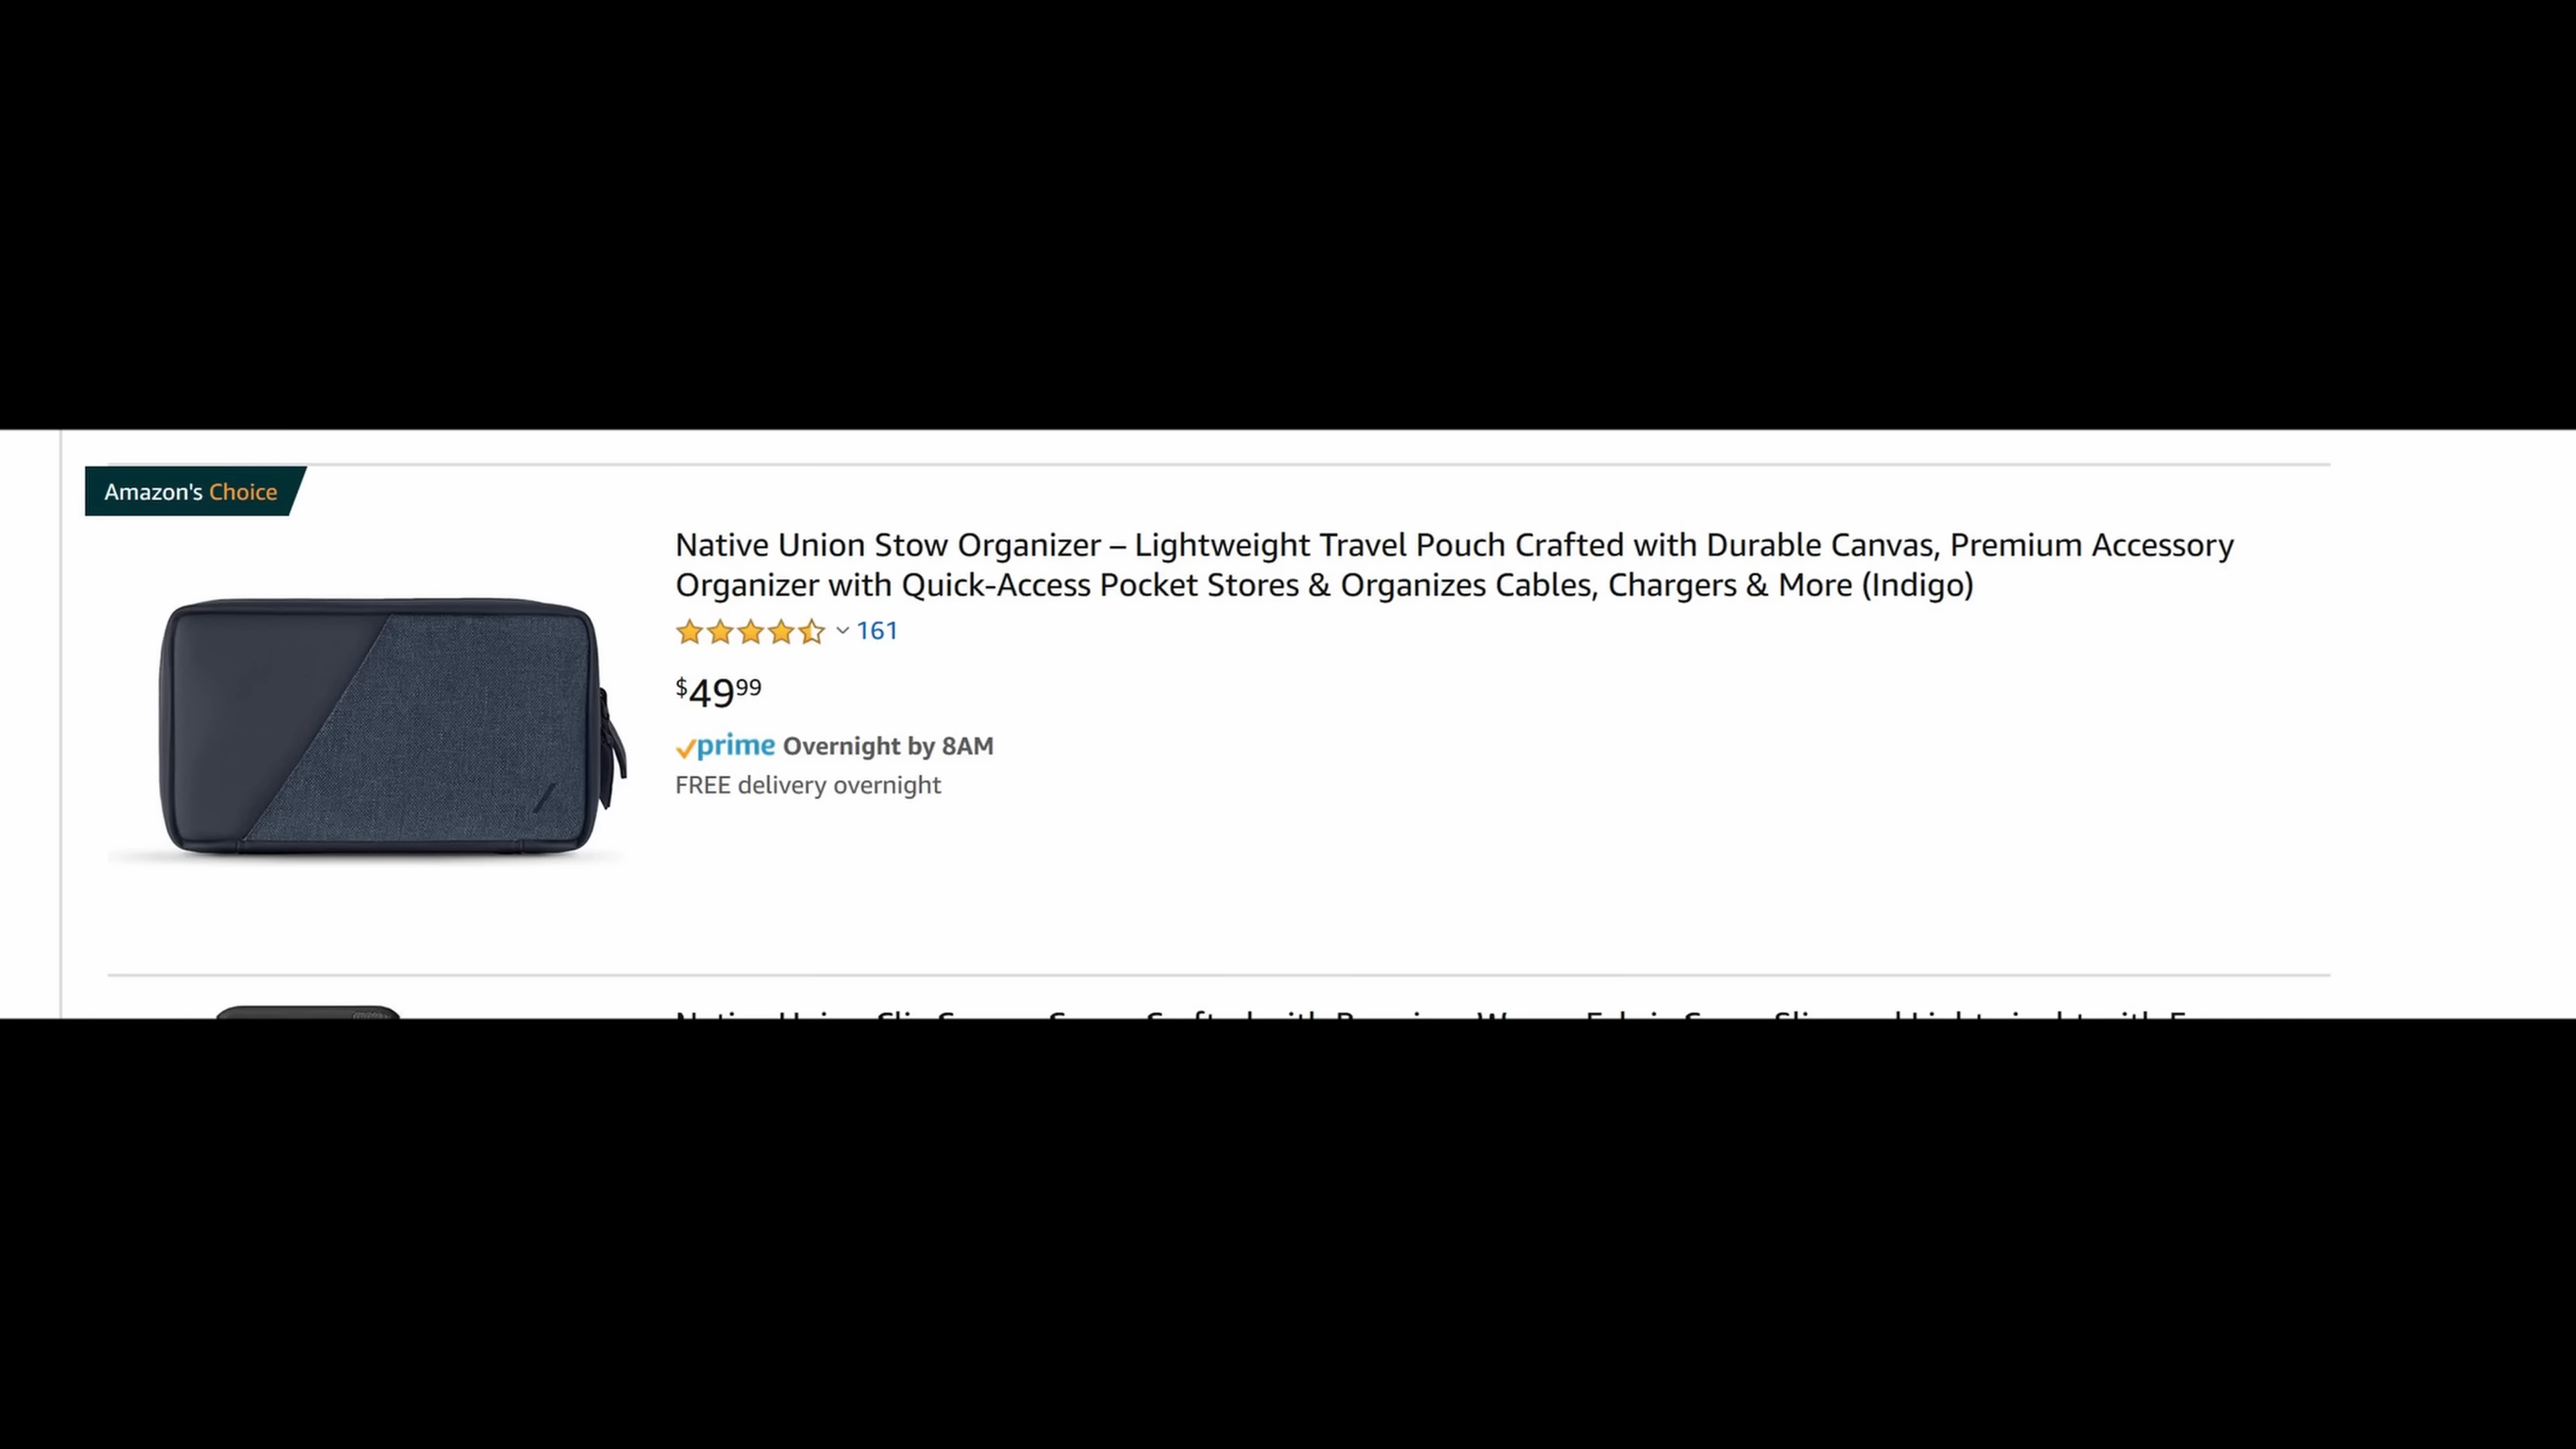 Amazon's Choice
Native Union Stow Organizer – Lightweight Travel Pouch Crafted with Durable Canvas, Premium Accessory
Organizer with Quick-Access Pocket Stores & Organizes Cables, Chargers & More (Indigo)
161
$49 99
prime Overnight by 8AM
FREE delivery overnight